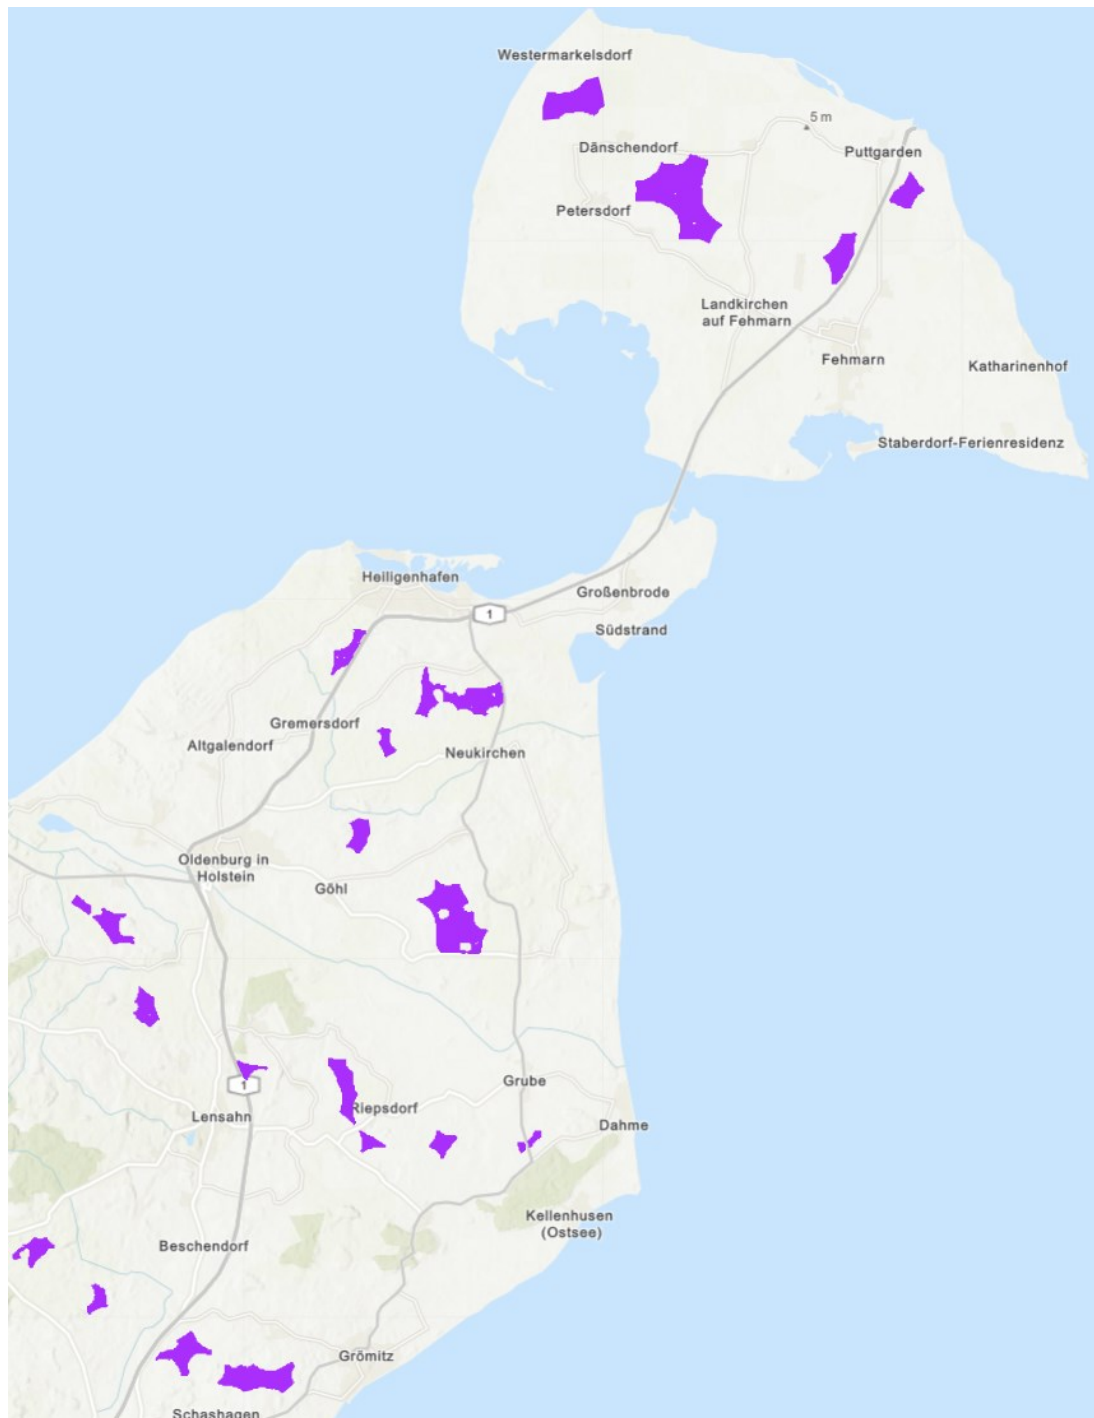 Westermarkelsdorf
5 m
Dänschendorf
Puttgarden
Petersdorf
Landkirchen
auf Fehmarn
Fehmarn
Katharinenhof
Staberdorf-Ferienresidenz
Heiligenhafen
Großenbrode
1
Südstrand
Gremersdorf
Altgalendorf
Neukirchen
Oldenburg in
Holstein
Göhl
Grube
1
Riepsdorf
Lensahn
Dahme
Kellenhusen
(Ostsee)
Beschendorf
Grömitz
Schashagen